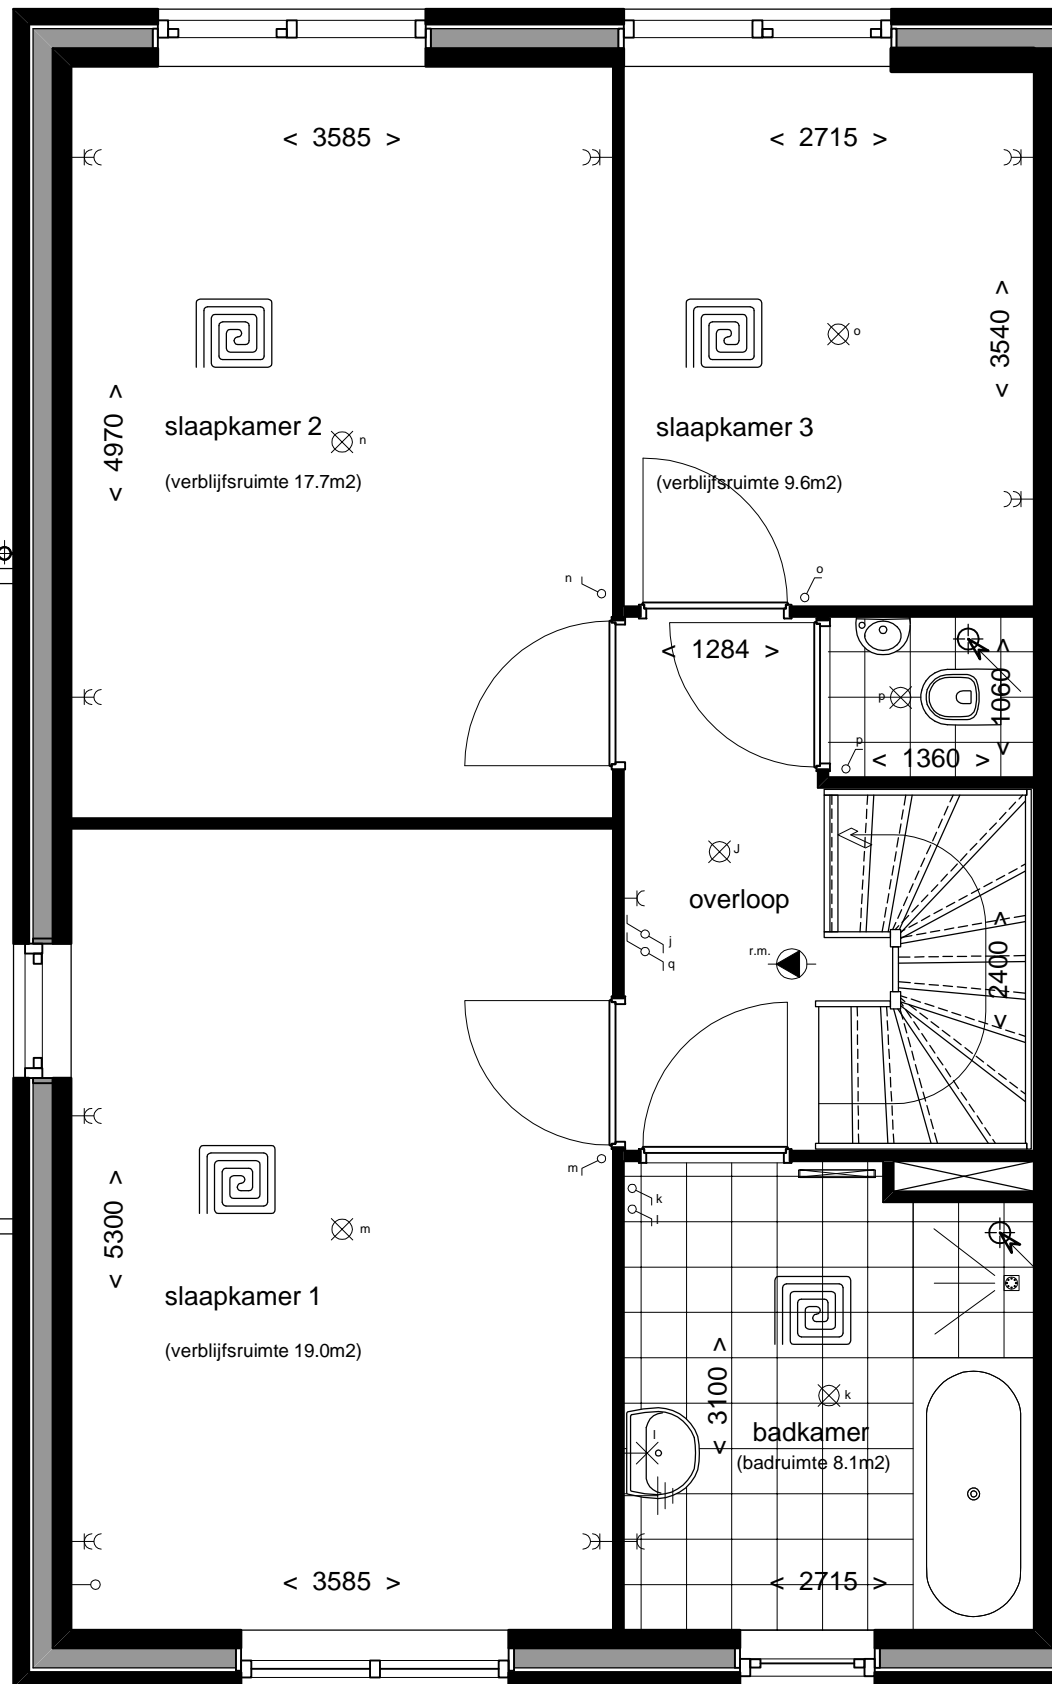 < 3585 >
< 2715 >
< 3540 >
o
slaapkamer 2
n
(verblijfsruimte 17.7m2)
< 4970 >
slaapkamer 3
(verblijfsruimte 9.6m2)
n
o
< 1284 >
< 1060 >
p
p
< 1360 >
J
overloop
j
q
r.m.
< 2400 >
m
k
l
< 5300 >
m
slaapkamer 1
(verblijfsruimte 19.0m2)
< 3100 >
k
l
badkamer
(badruimte 8.1m2)
< 3585 >
< 2715 >